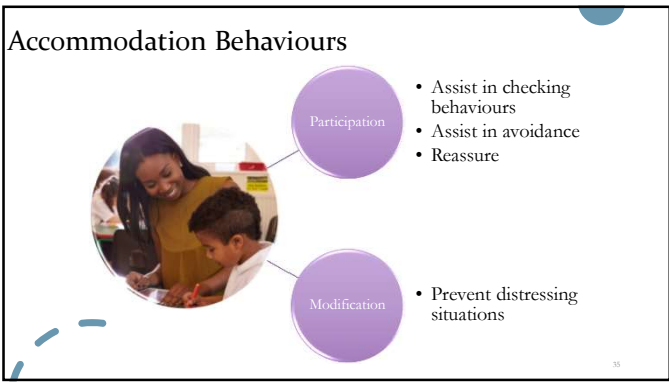 Accommodation Behaviours
Participation
• Assist in checking
behaviours
• Assist in avoidance
• Reassure
Modification
• Prevent distressing
situations
35